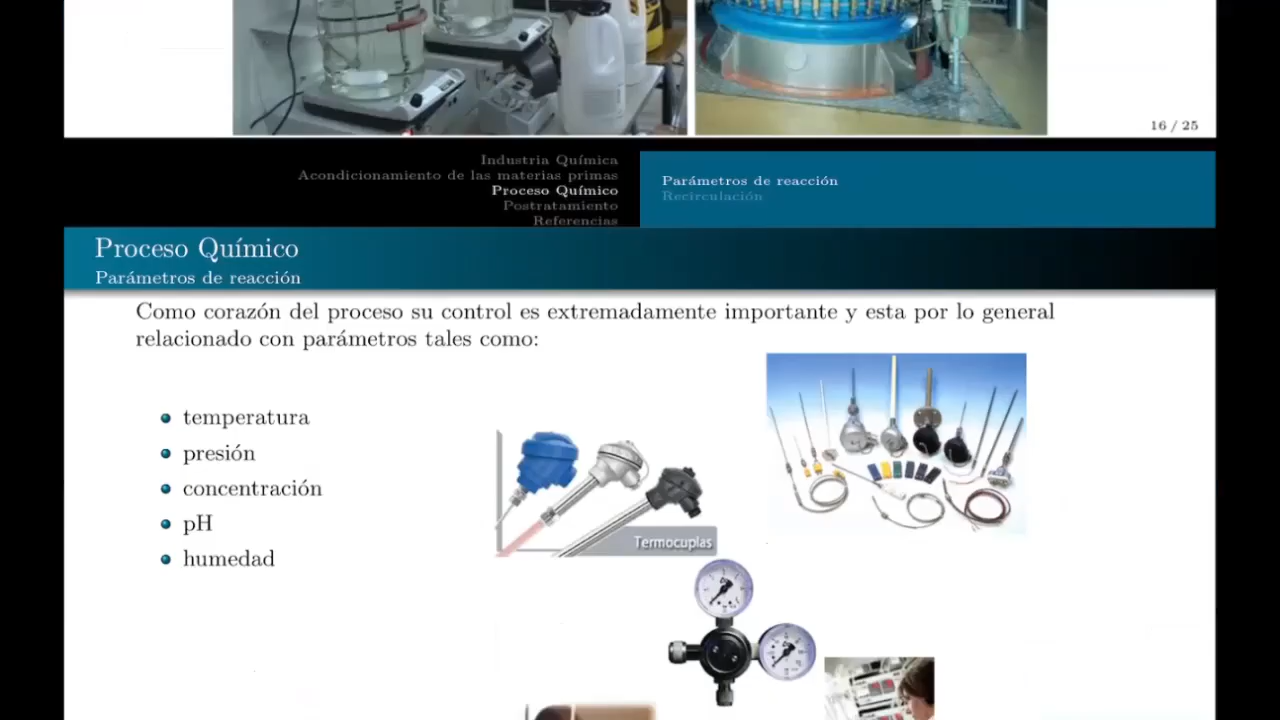 16 / 25
Industria Química
Acondicionamiento de las materias primas
Proceso Químico
Postratamiento
Referencias
Parámetros de reacción
Recirculación
Proceso Químico
Parámetros de reacción
Como corazón del proceso su control es extremadamente importante y esta por lo general
relacionado con parámetros tales como:
temperatura
presión
concentración
pH
humedad
Termocuplas